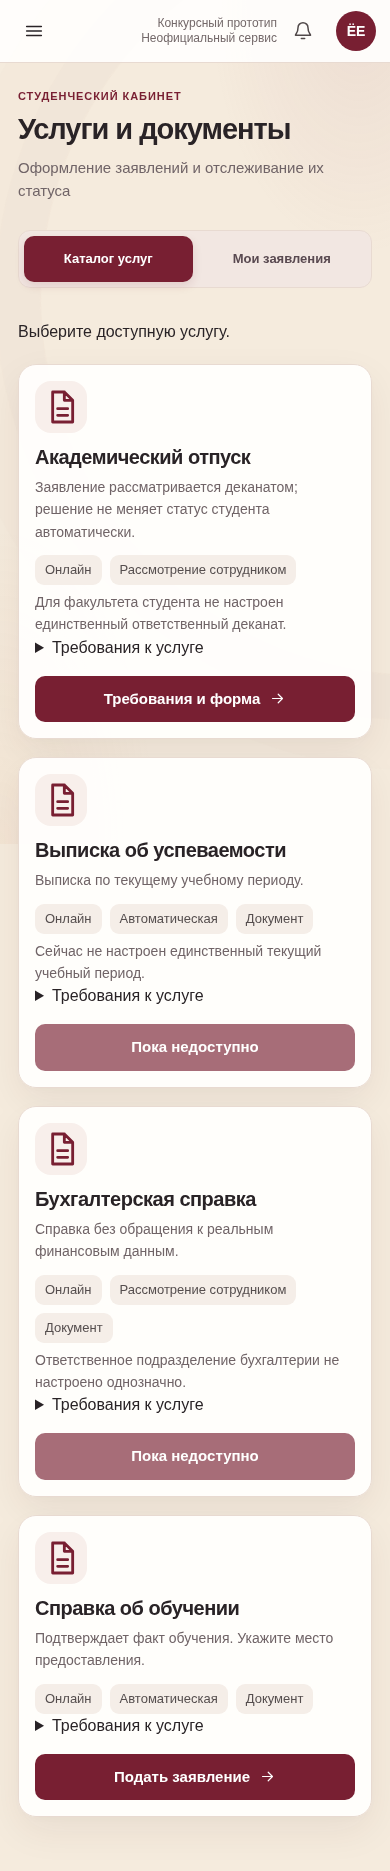 Конкурсный прототип
Неофициальный сервис
ЁЕ
СТУДЕНЧЕСКИЙ КАБИНЕТ
Услуги и документы
Оформление заявлений и отслеживание их
статуса
Каталог услуг
Мои заявления
Выберите доступную услугу.
Академический отпуск
Заявление рассматривается деканатом;
решение не меняет статус студента
автоматически.
Онлайн
Рассмотрение сотрудником
Для факультета студента не настроен
единственный ответственный деканат.
Требования к услуге
Требования и форма →
Выписка об успеваемости
Выписка по текущему учебному периоду.
Онлайн
Автоматическая
Документ
Сейчас не настроен единственный текущий
учебный период.
Требования к услуге
Пока недоступно
Бухгалтерская справка
Справка без обращения к реальным
финансовым данным.
Онлайн
Рассмотрение сотрудником
Документ
Ответственное подразделение бухгалтерии не
настроено однозначно.
Требования к услуге
Пока недоступно
Справка об обучении
Подтверждает факт обучения. Укажите место
предоставления.
Онлайн
Автоматическая
Документ
Требования к услуге
Подать заявление →